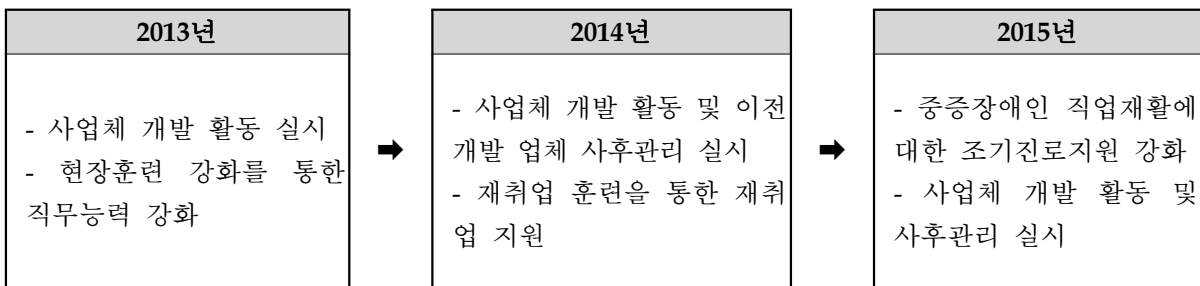 2013년
- 사업체 개발 활동 실시
- 현장훈련 강화를 통한
직무능력 강화
➡
2014년
- 사업체 개발 활동 및 이전
개발 업체 사후관리 실시
- 재취업 훈련을 통한 재취
업 지원
➡
2015년
- 중증장애인 직업재활에
대한 조기진로지원 강화
- 사업체 개발 활동 및
사후관리 실시